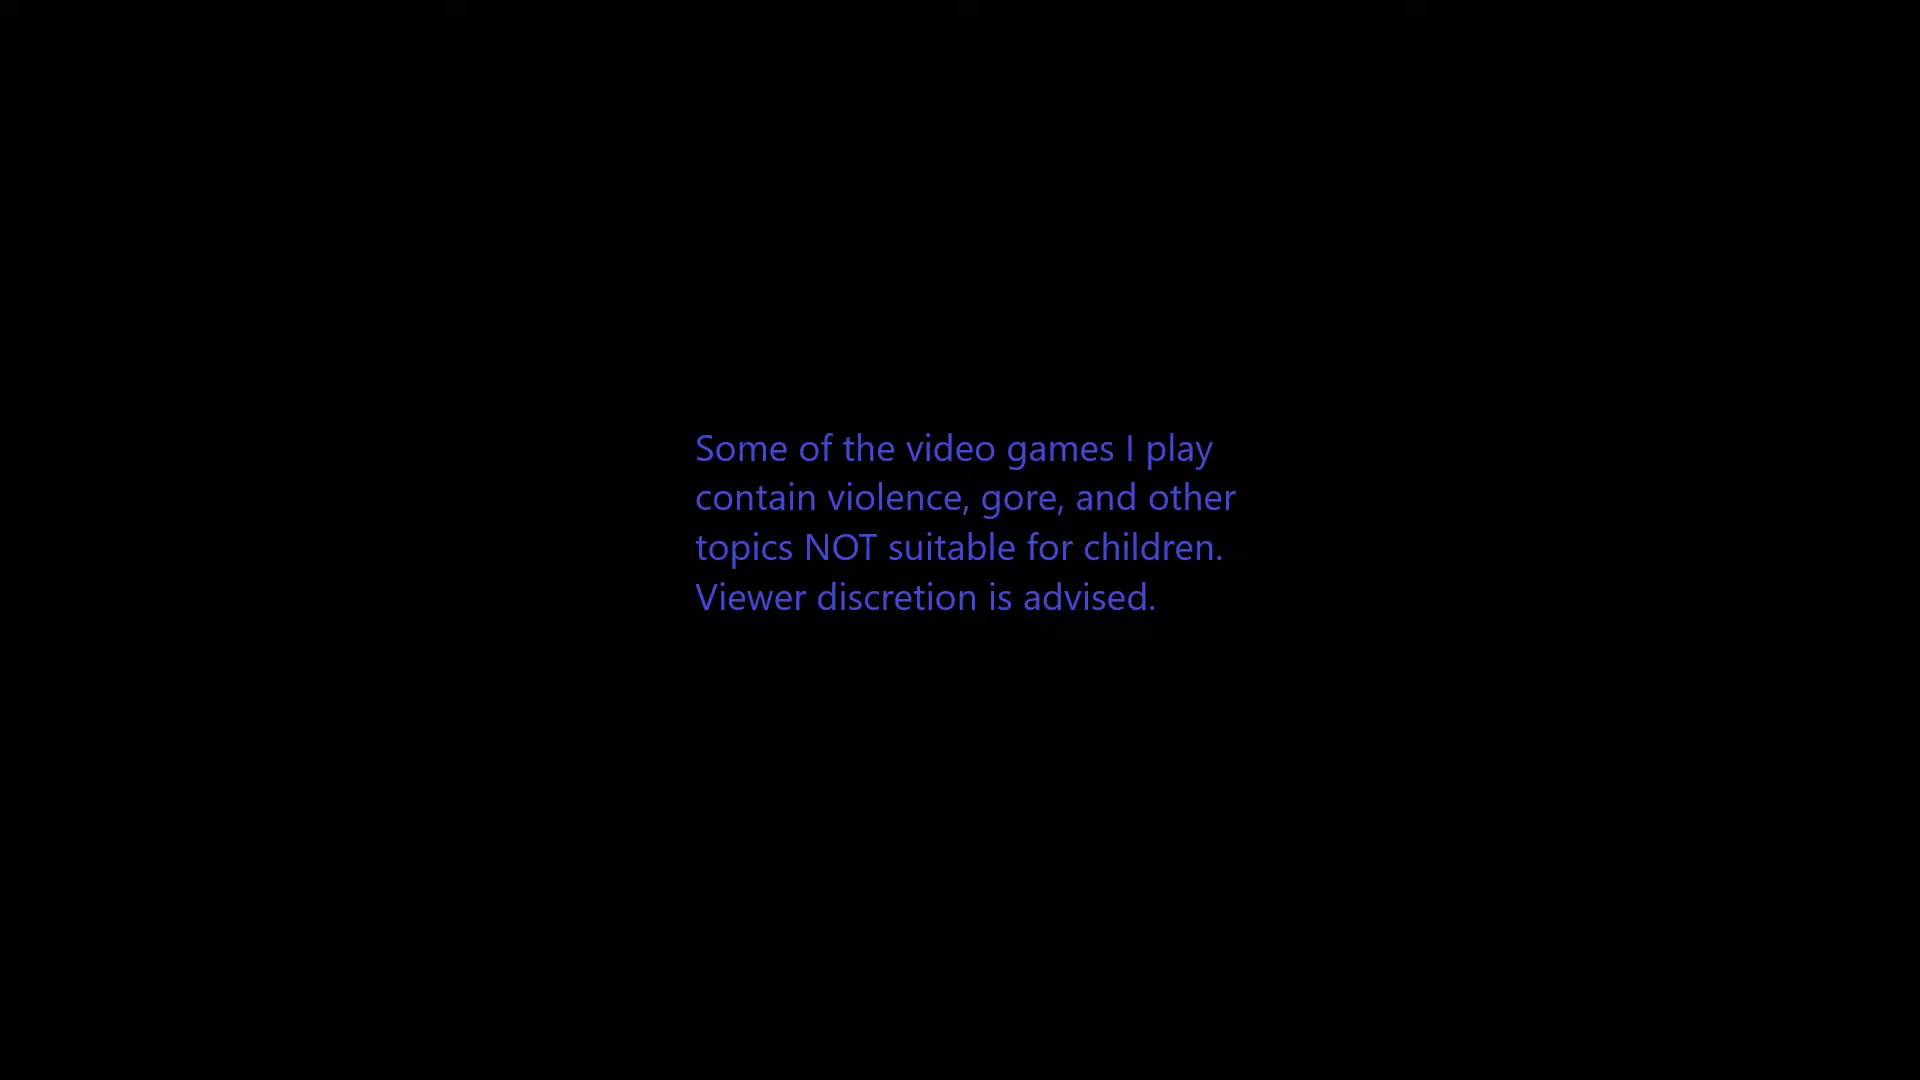 Some of the video games I play
contain violence, gore, and other
topics NOT suitable for children.
Viewer discretion is advised.